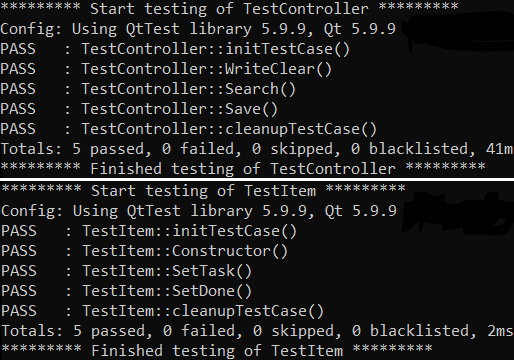 ********* Start testing of TestController *********
Config: Using QtTest library 5.9.9, Qt 5.9.9
PASS   : TestController::initTestCase()
PASS   : TestController::WriteClear()
PASS   : TestController::Search()
PASS   : TestController::Save()
PASS   : TestController::cleanupTestCase()
Totals: 5 passed, 0 failed, 0 skipped, 0 blacklisted, 41m
********* Finished testing of TestController *********
********* Start testing of TestItem *********
Config: Using QtTest library 5.9.9, Qt 5.9.9
PASS   : TestItem::initTestCase()
PASS   : TestItem::Constructor()
PASS   : TestItem::SetTask()
PASS   : TestItem::SetDone()
PASS   : TestItem::cleanupTestCase()
Totals: 5 passed, 0 failed, 0 skipped, 0 blacklisted, 2ms
********* Finished testing of TestItem *********